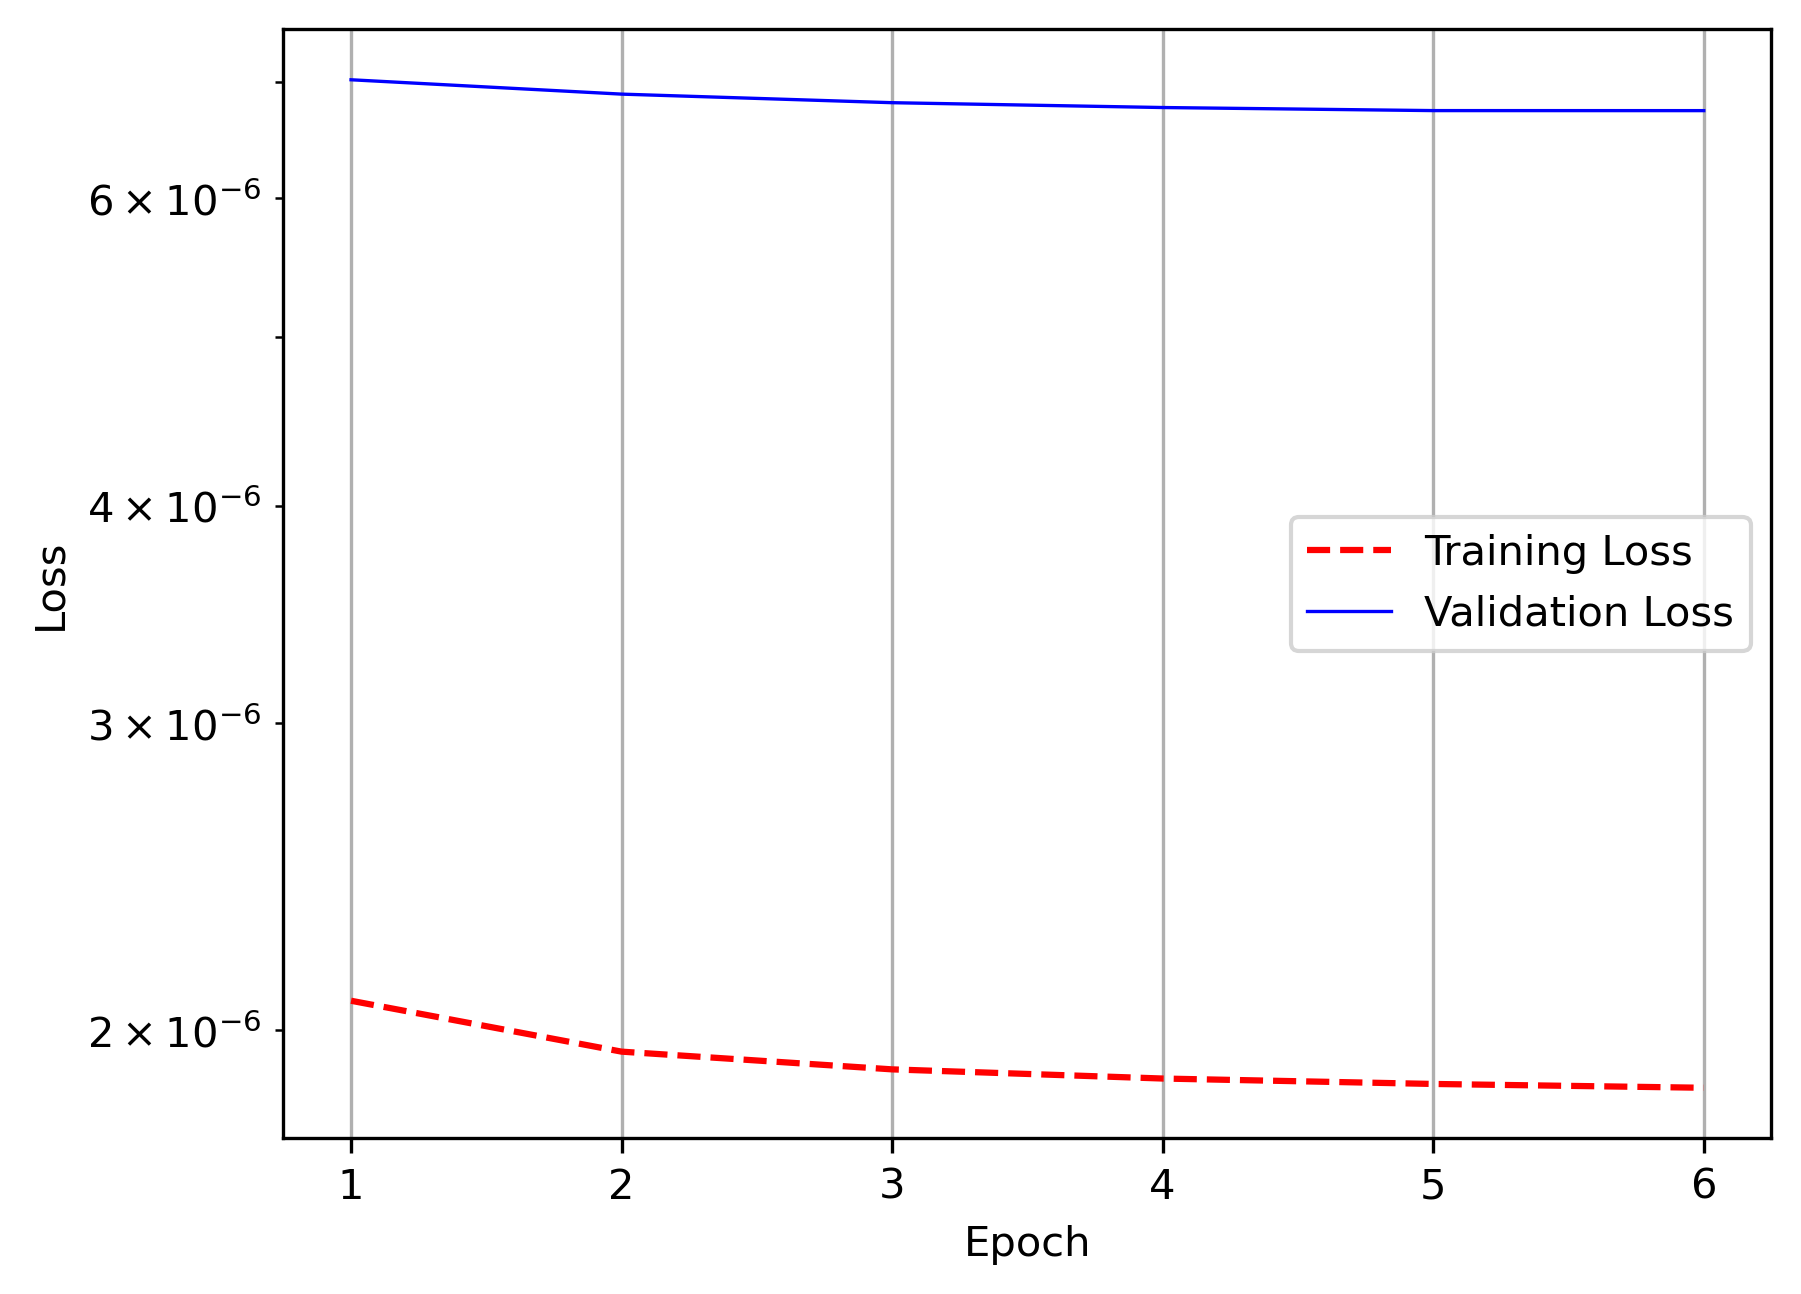 6 × 10⁻⁶
4 × 10⁻⁶
3 × 10⁻⁶
2 × 10⁻⁶
Loss
Training Loss
Validation Loss
1 2 3 4 5 6
Epoch